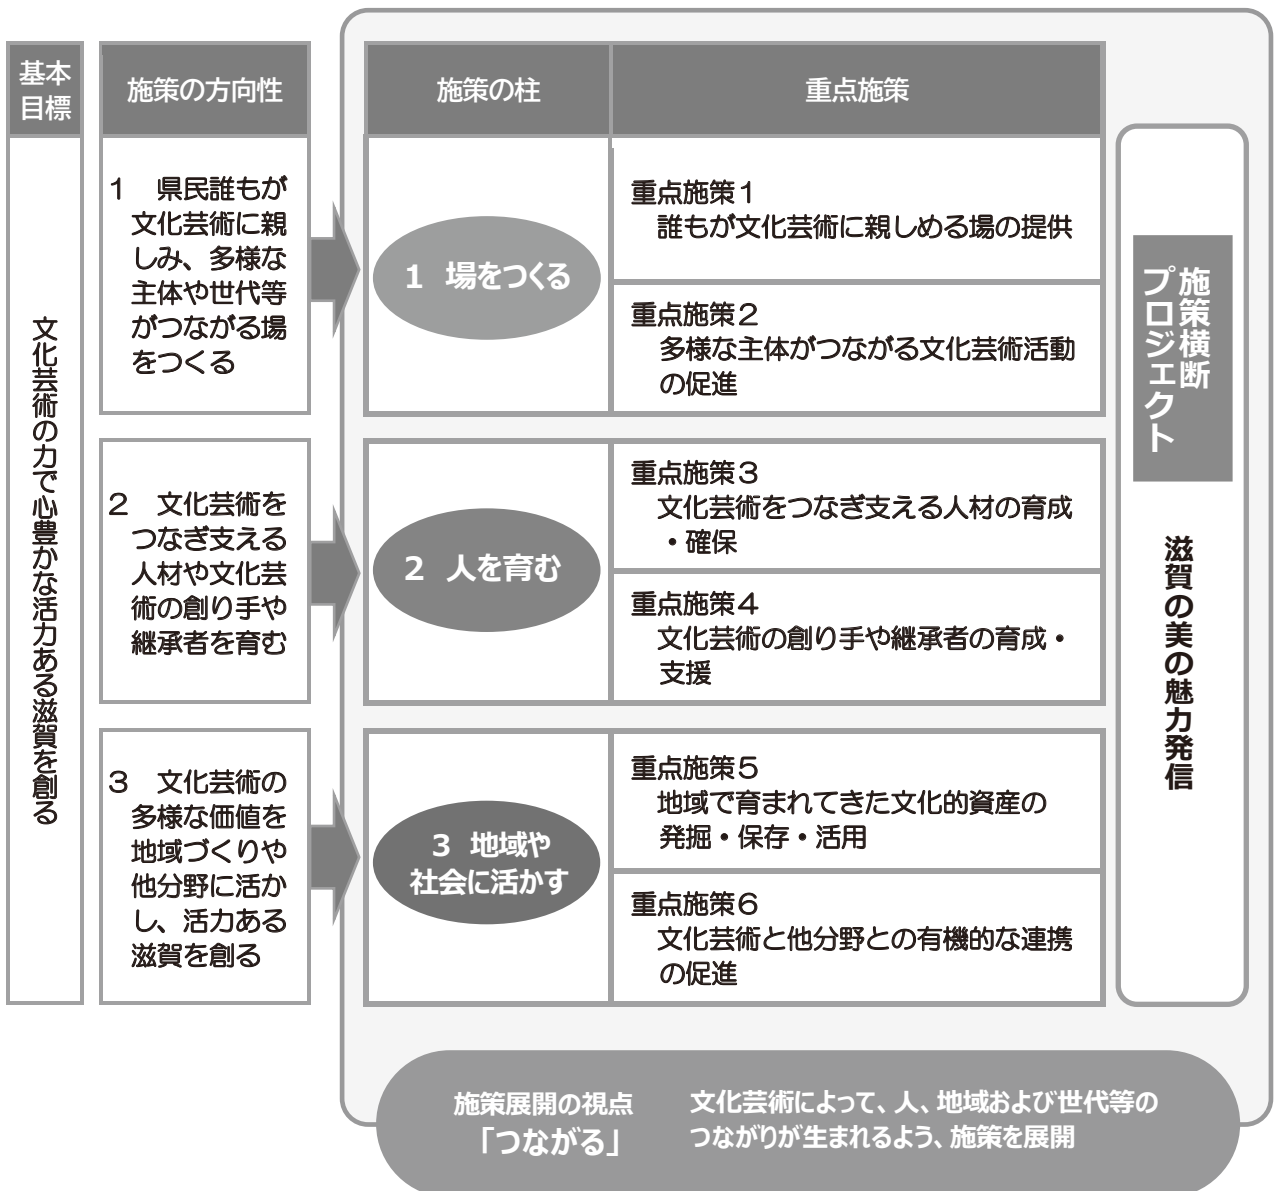 基本
目標
施策の方向性
施策の柱
重点施策
文化芸術の力で心豊かな活力ある滋賀を創る
1 県民誰もが
文化芸術に親
しみ、多様な
主体や世代等
がつながる場
をつくる
1 場をつくる
重点施策1
誰もが文化芸術に親しめる場の提供
重点施策2
多様な主体がつながる文化芸術活動
の促進
2 文化芸術を
つなぎ支える
人材や文化芸
術の創り手や
継承者を育む
2 人を育む
重点施策3
文化芸術をつなぎ支える人材の育成
・確保
重点施策4
文化芸術の創り手や継承者の育成・
支援
3 文化芸術の
多様な価値を
地域づくりや
他分野に活か
し、活力ある
滋賀を創る
3 地域や
社会に活かす
重点施策5
地域で育まれてきた文化的資産の
発掘・保存・活用
重点施策6
文化芸術と他分野との有機的な連携
の促進
施策横断
プロジェクト
滋賀の美の魅力発信
施策展開の視点
「つながる」
文化芸術によって、人、地域および世代等の
つながりが生まれるよう、施策を展開